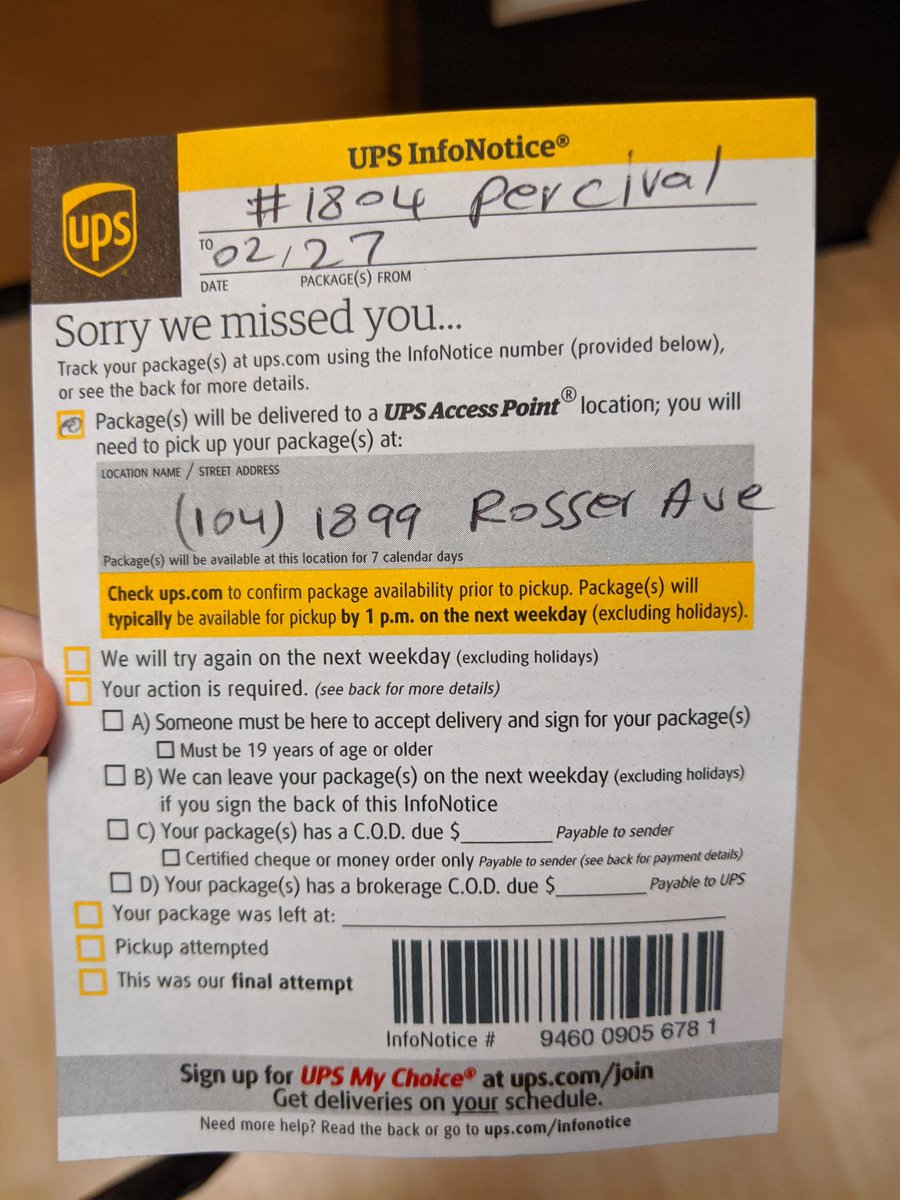 UPS InfoNotice®
ups
#1804 Percival
TO
02/27
DATE PACKAGE(S) FROM
Sorry we missed you...
Track your package(s) at ups.com using the InfoNotice number (provided below),
or see the back for more details.
Package(s) will be delivered to a UPS Access Point® location; you will
need to pick up your package(s) at:
LOCATION NAME / STREET ADDRESS
(104) 1899 Rosser Ave
Package(s) will be available at this location for 7 calendar days
Check ups.com to confirm package availability prior to pickup. Package(s) will
typically be available for pickup by 1 p.m. on the next weekday (excluding holidays).
We will try again on the next weekday (excluding holidays)
Your action is required. (see back for more details)
A) Someone must be here to accept delivery and sign for your package(s)
Must be 19 years of age or older
B) We can leave your package(s) on the next weekday (excluding holidays)
if you sign the back of this InfoNotice
C) Your package(s) has a C.O.D. due $ Payable to sender
Certified cheque or money order only Payable to sender (see back for payment details)
D) Your package(s) has a brokerage C.O.D. due $ Payable to UPS
Your package was left at:
Pickup attempted
This was our final attempt
InfoNotice # 9460 0905 678 1
Sign up for UPS My Choice® at ups.com/join
Get deliveries on your schedule.
Need more help? Read the back or go to ups.com/infonotice